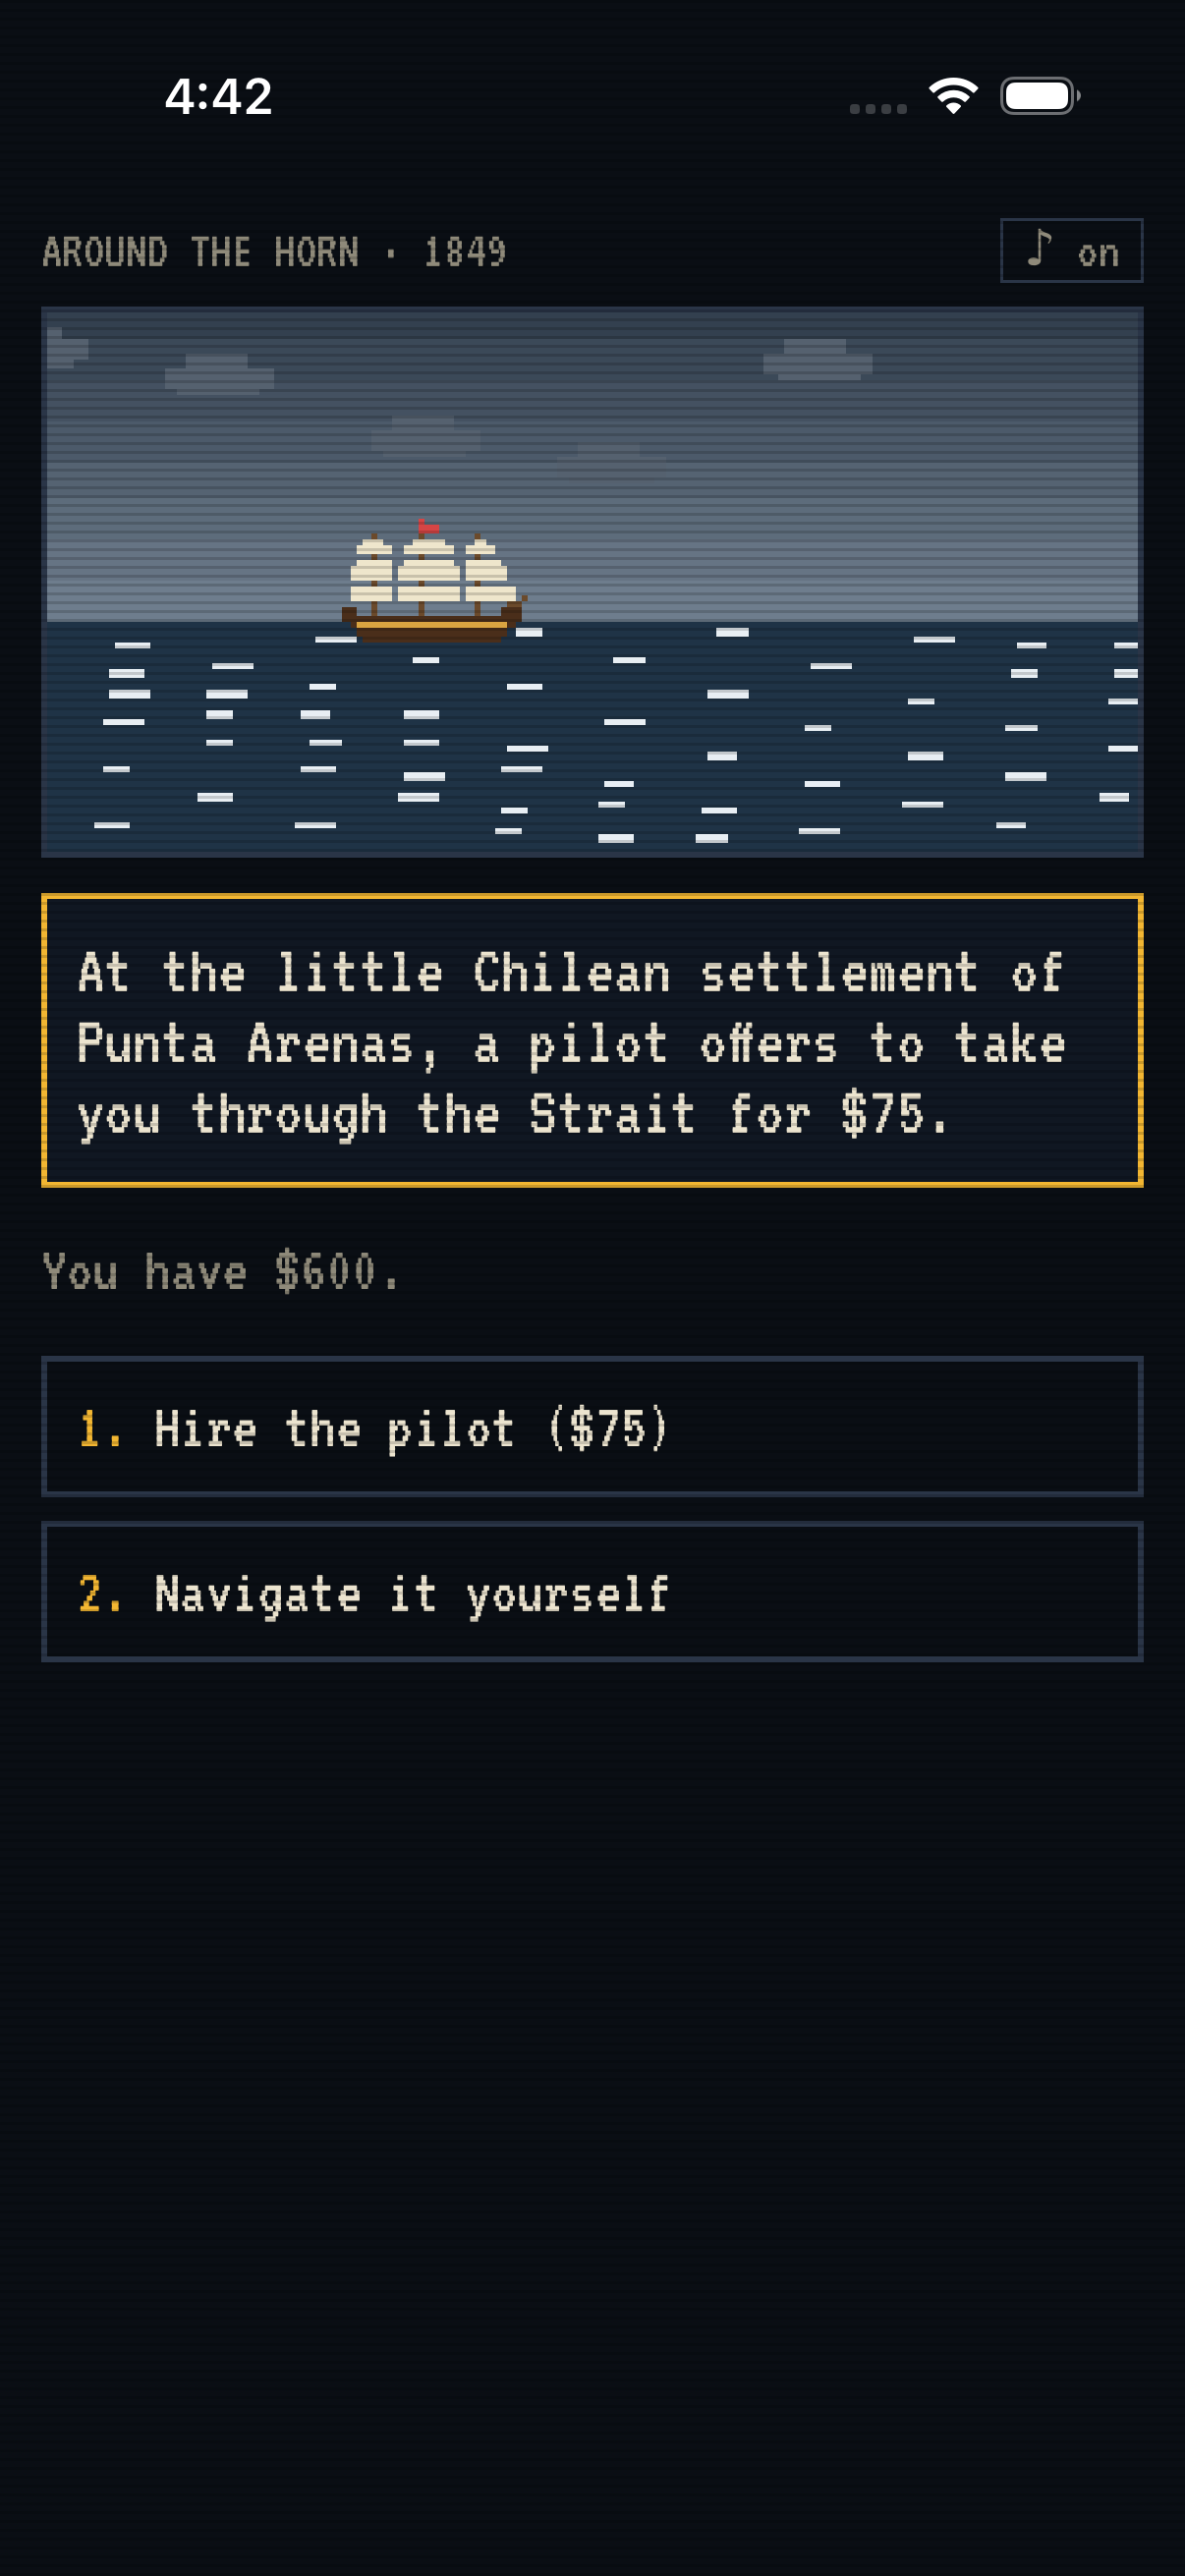 4:42
AROUND THE HORN · 1849
♪ on
At the little Chilean settlement of
Punta Arenas, a pilot offers to take
you through the Strait for $75.
You have $600.
1. Hire the pilot ($75)
2. Navigate it yourself